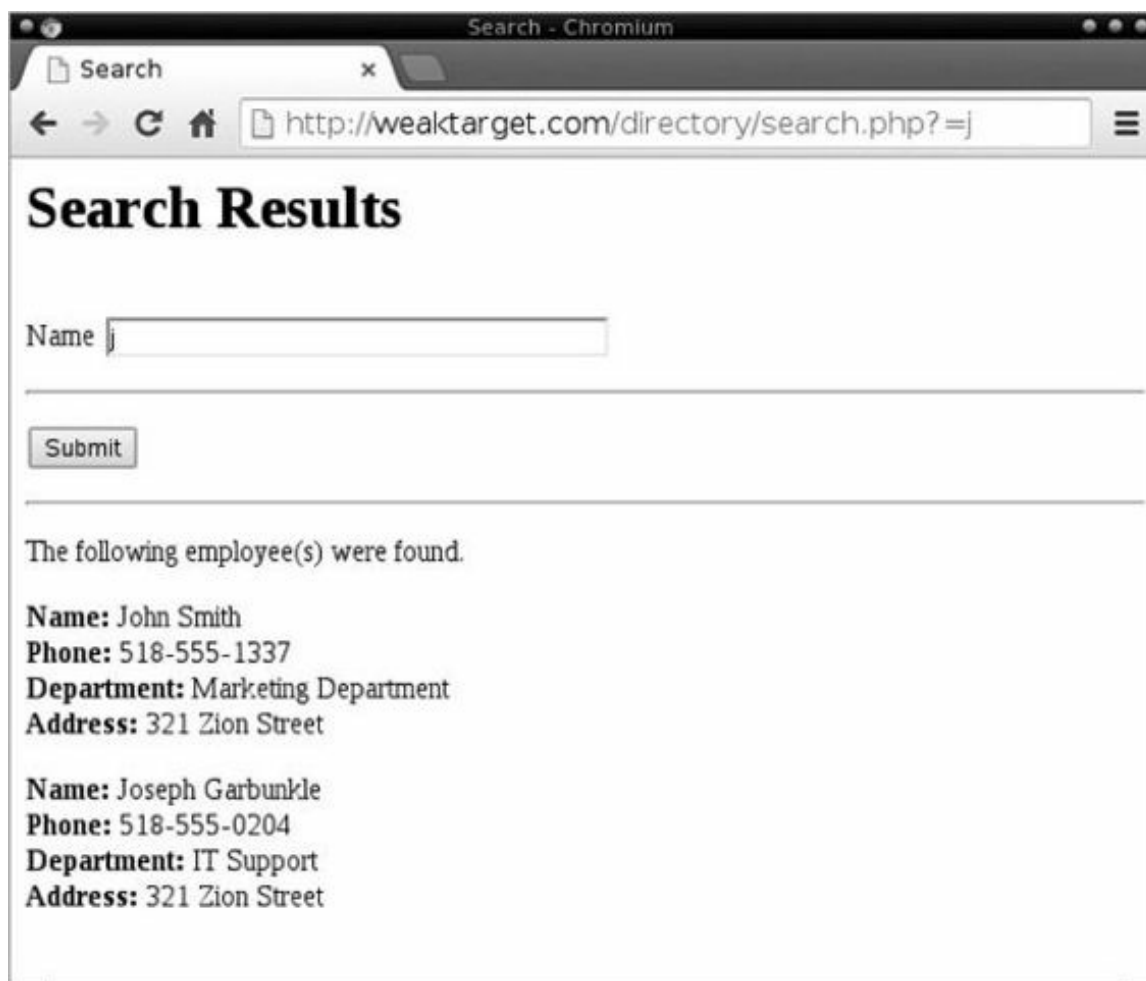 Search - Chromium
Search
http://weaktarget.com/directory/search.php?=j
Search Results
Name j
Submit
The following employee(s) were found.
Name: John Smith
Phone: 518-555-1337
Department: Marketing Department
Address: 321 Zion Street
Name: Joseph Garbunkle
Phone: 518-555-0204
Department: IT Support
Address: 321 Zion Street